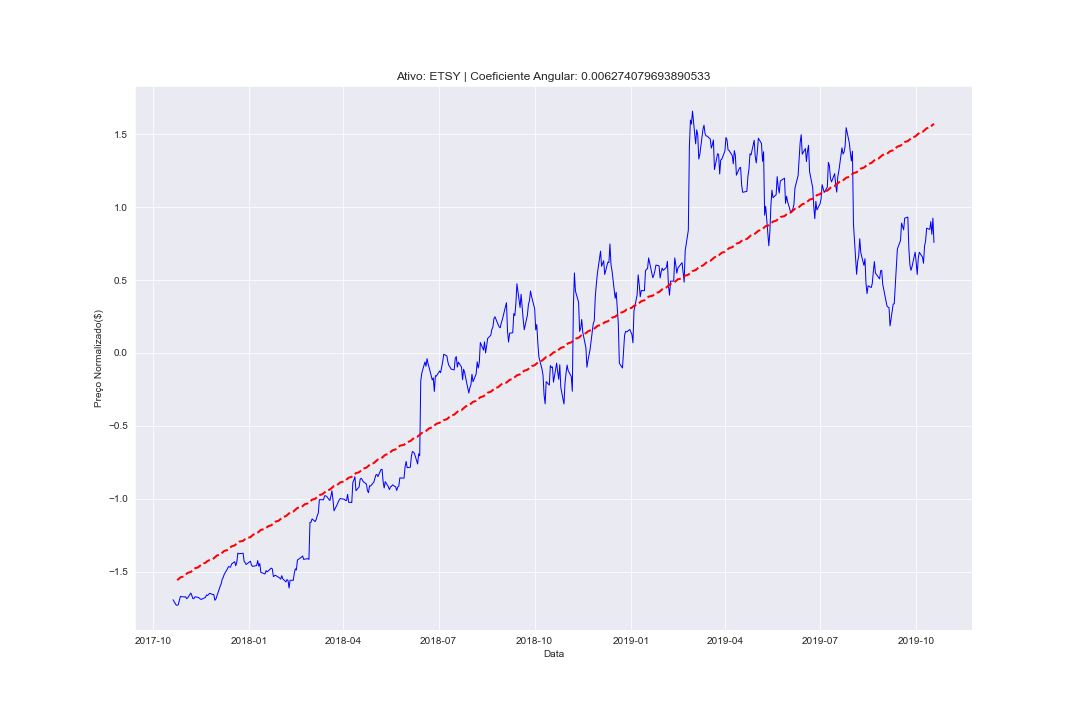 Ativo: ETSY | Coeficiente Angular: 0.006274079693890533
Preço Normalizado($)
1.5
1.0
0.5
0.0
−0.5
−1.0
−1.5
2017-10 2018-01 2018-04 2018-07 2018-10 2019-01 2019-04 2019-07 2019-10
Data